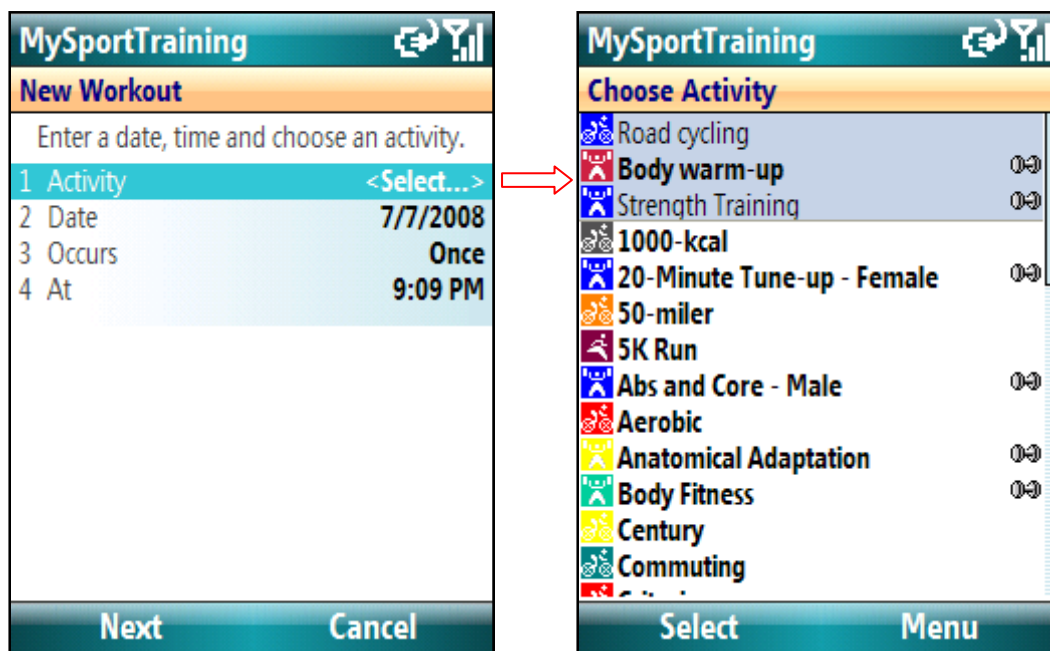 MySportTraining
New Workout
Enter a date, time and choose an activity.
1 Activity <Select...>
2 Date 7/7/2008
3 Occurs Once
4 At 9:09 PM
Next Cancel
MySportTraining
Choose Activity
Road cycling
Body warm-up
Strength Training
1000-kcal
20-Minute Tune-up - Female
50-miler
5K Run
Abs and Core - Male
Aerobic
Anatomical Adaptation
Body Fitness
Century
Commuting
Select Menu